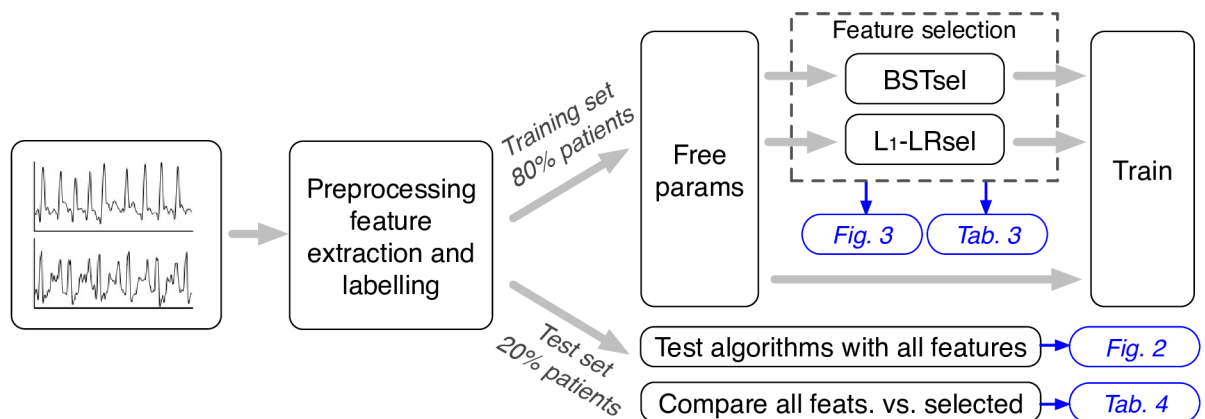 Preprocessing
feature
extraction and
labelling
Training set
80% patients
Test set
20% patients
Free
params
Feature selection
BSTsel
L1-LRsel
Fig. 3
Tab. 3
Train
Test algorithms with all features
Fig. 2
Compare all feats. vs. selected
Tab. 4